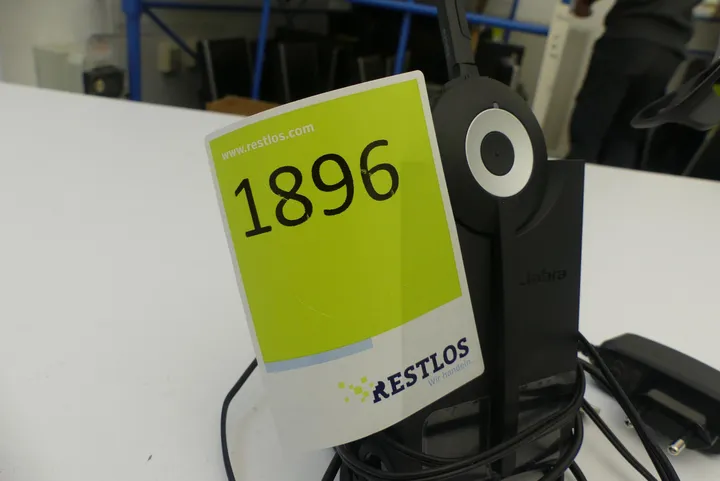 www.restlos.com
1896
RESTLOS
Wir Handeln.
Jabra